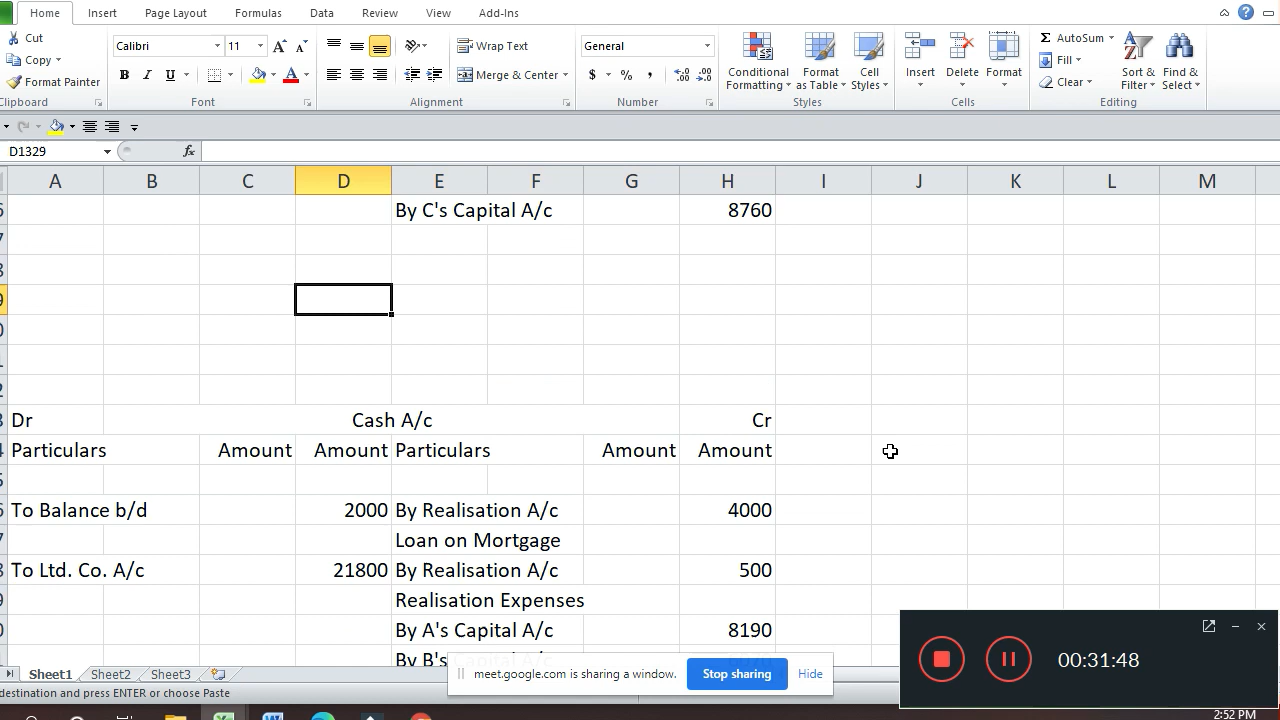 Home Insert Page Layout Formulas Data Review View Add-Ins
Cut
Copy
Format Painter
Clipboard
Calibri 11
B I U
Font
Wrap Text
Merge & Center
Alignment
General
$ % ,
Number
Conditional Formatting
Format as Table
Cell Styles
Styles
Insert Delete Format
Cells
AutoSum
Fill
Clear
Sort & Filter
Find & Select
Editing
D1329 fx
A B C D E F G H I J K L M
By C's Capital A/c 8760
Dr Cash A/c Cr
Particulars Amount Amount Particulars Amount Amount
To Balance b/d 2000 By Realisation A/c 4000
Loan on Mortgage
To Ltd. Co. A/c 21800 By Realisation A/c 500
Realisation Expenses
By A's Capital A/c 8190
By B's
Sheet1 Sheet2 Sheet3
destination and press ENTER or choose Paste
meet.google.com is sharing a window. Stop sharing Hide
00:31:48
2:52 PM